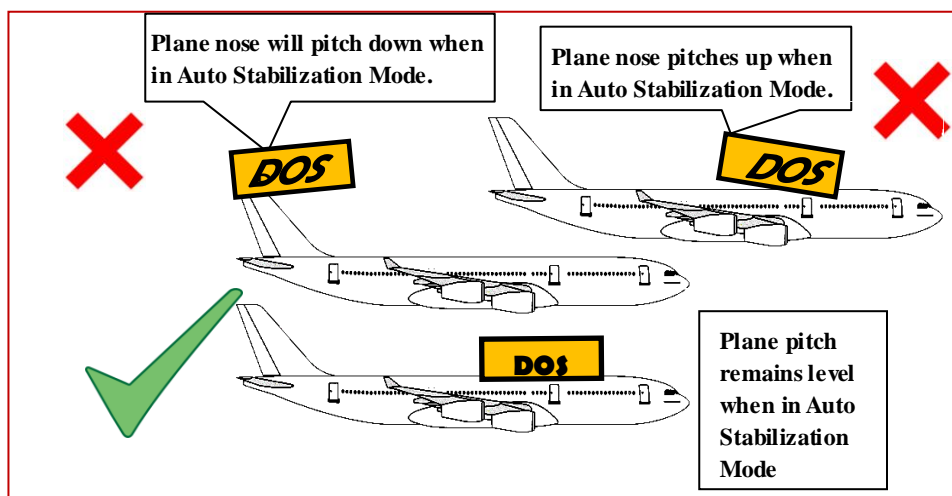 Plane nose will pitch down when
in Auto Stabilization Mode.
Plane nose pitches up when
in Auto Stabilization Mode.
DOS
DOS
DOS
Plane pitch
remains level
when in Auto
Stabilization
Mode